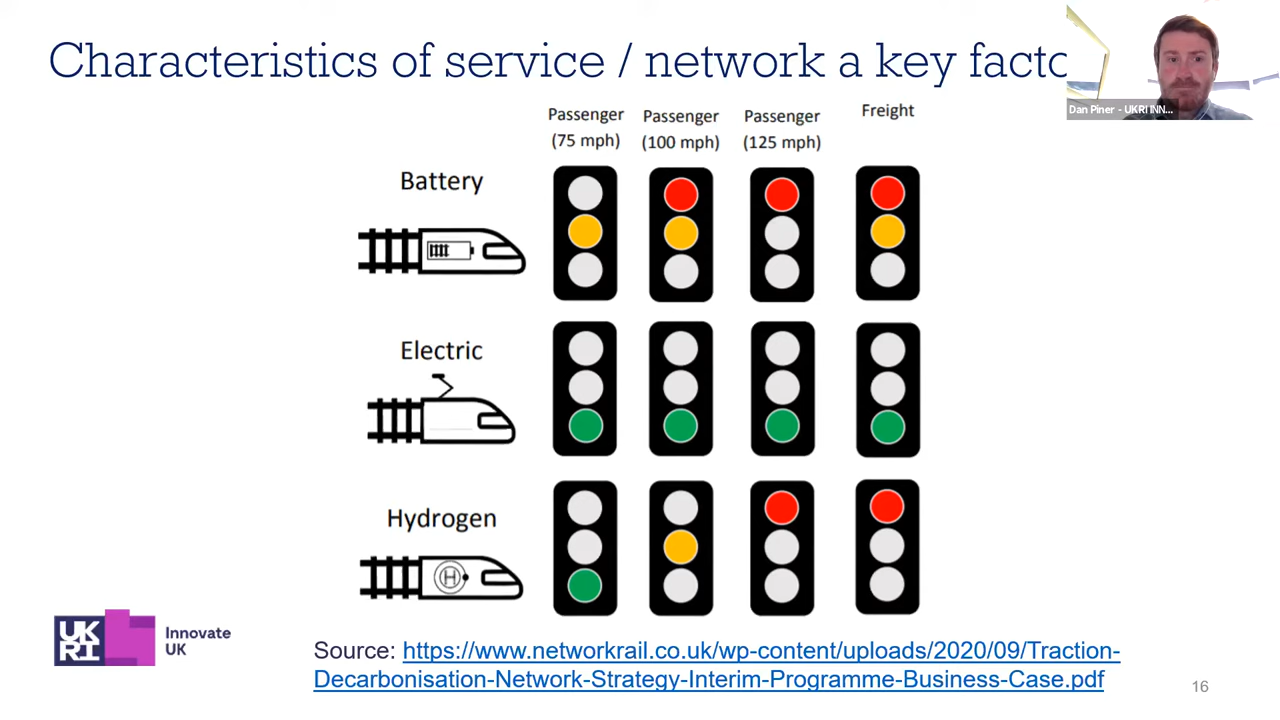 Characteristics of service / network a key facto
Dan Piner - UKRI INN...
Passenger
(75 mph)
Passenger
(100 mph)
Passenger
(125 mph)
Freight
Battery
Electric
Hydrogen
H
UK
RI
Innovate
UK
Source: https://www.networkrail.co.uk/wp-content/uploads/2020/09/Traction-
Decarbonisation-Network-Strategy-Interim-Programme-Business-Case.pdf
16